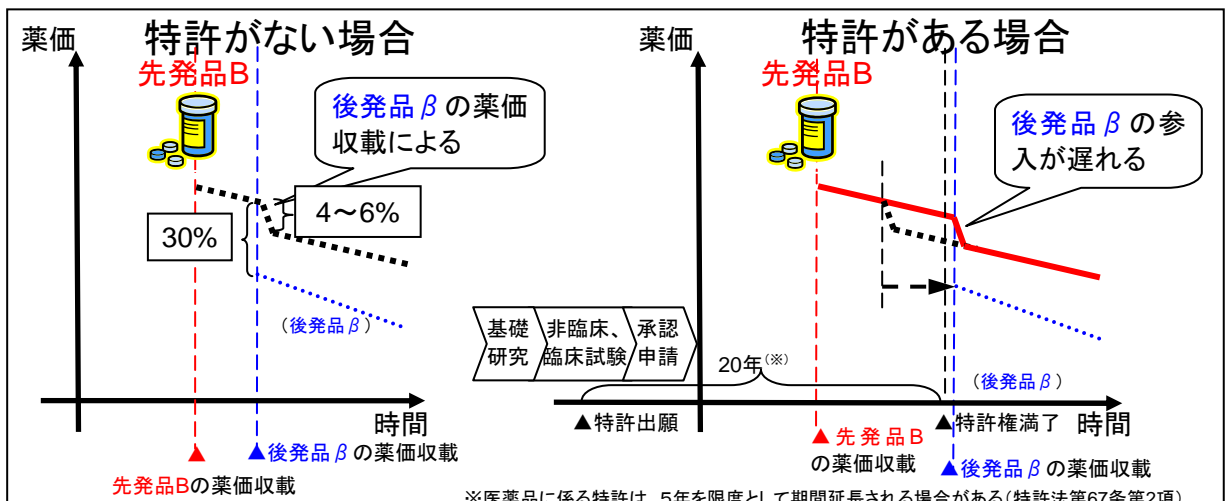 薬価
特許がない場合
先発品B
後発品βの薬価
収載による
4～6%
30%
(後発品β)
時間
▲後発品βの薬価収載
▲
先発品Bの薬価収載
薬価
特許がある場合
先発品B
後発品βの参
入が遅れる
基礎
研究
非臨床、
臨床試験
承認
申請
20年(※)
(後発品β)
時間
▲特許出願
▲特許権満了
▲先発品B
の薬価収載
▲後発品βの薬価収載
※医薬品に係る特許は、5年を限度として期間延長される場合がある(特許法第67条第2項)